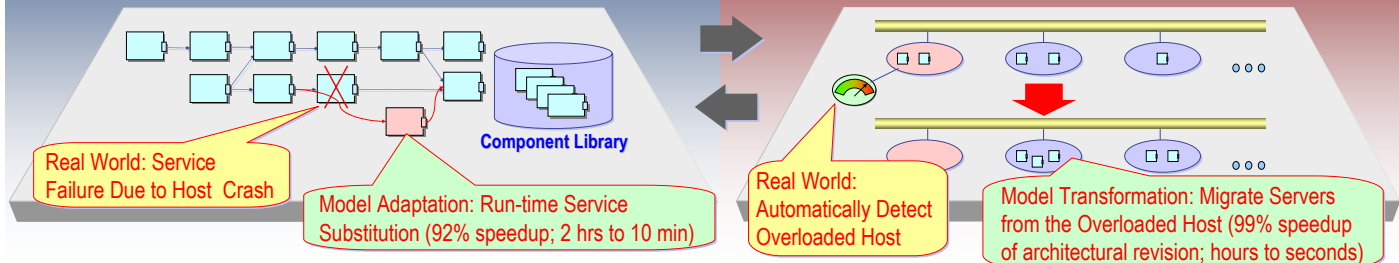 Component Library
Real World: Service
Failure Due to Host Crash
Model Adaptation: Run-time Service
Substitution (92% speedup; 2 hrs to 10 min)
Real World:
Automatically Detect
Overloaded Host
Model Transformation: Migrate Servers
from the Overloaded Host (99% speedup
of architectural revision; hours to seconds)